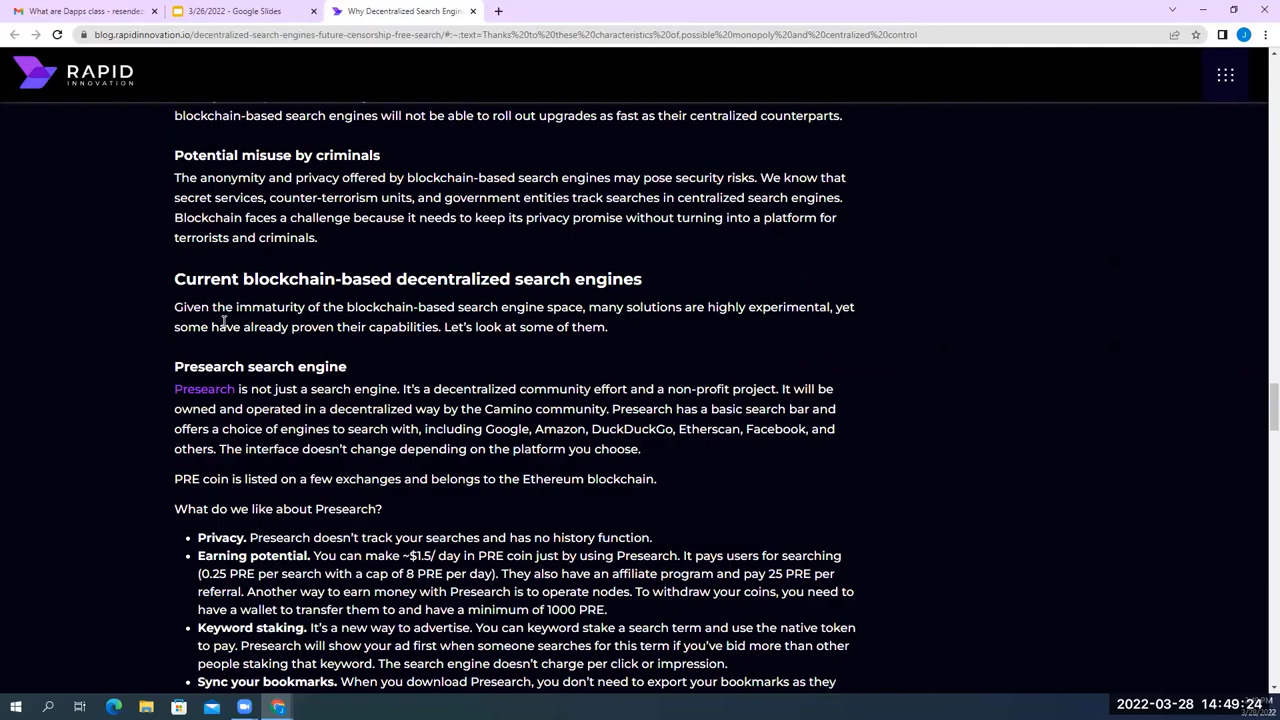 What are Dapps class - resende
3/26/2022 - Google Slides
Why Decentralized Search Engin
blog.rapidinnovation.io/decentralized-search-engines-future-censorship-free-search/#:~:text=Thanks%20to%20these%20characteristics%20of,possible%20monopoly%20and%20centralized%20control
J
RAPID
INNOVATION
blockchain-based search engines will not be able to roll out upgrades as fast as their centralized counterparts.
Potential misuse by criminals
The anonymity and privacy offered by blockchain-based search engines may pose security risks. We know that
secret services, counter-terrorism units, and government entities track searches in centralized search engines.
Blockchain faces a challenge because it needs to keep its privacy promise without turning into a platform for
terrorists and criminals.
Current blockchain-based decentralized search engines
Given the immaturity of the blockchain-based search engine space, many solutions are highly experimental, yet
some have already proven their capabilities. Let's look at some of them.
Presearch search engine
Presearch is not just a search engine. It's a decentralized community effort and a non-profit project. It will be
owned and operated in a decentralized way by the Camino community. Presearch has a basic search bar and
offers a choice of engines to search with, including Google, Amazon, DuckDuckGo, Etherscan, Facebook, and
others. The interface doesn't change depending on the platform you choose.
PRE coin is listed on a few exchanges and belongs to the Ethereum blockchain.
What do we like about Presearch?
• Privacy. Presearch doesn't track your searches and has no history function.
• Earning potential. You can make ~$1.5/ day in PRE coin just by using Presearch. It pays users for searching
(0.25 PRE per search with a cap of 8 PRE per day). They also have an affiliate program and pay 25 PRE per
referral. Another way to earn money with Presearch is to operate nodes. To withdraw your coins, you need to
have a wallet to transfer them to and have a minimum of 1000 PRE.
• Keyword staking. It's a new way to advertise. You can keyword stake a search term and use the native token
to pay. Presearch will show your ad first when someone searches for this term if you've bid more than other
people staking that keyword. The search engine doesn't charge per click or impression.
• Sync your bookmarks. When you download Presearch, you don't need to export your bookmarks as they
2022-03-28 14:49:24